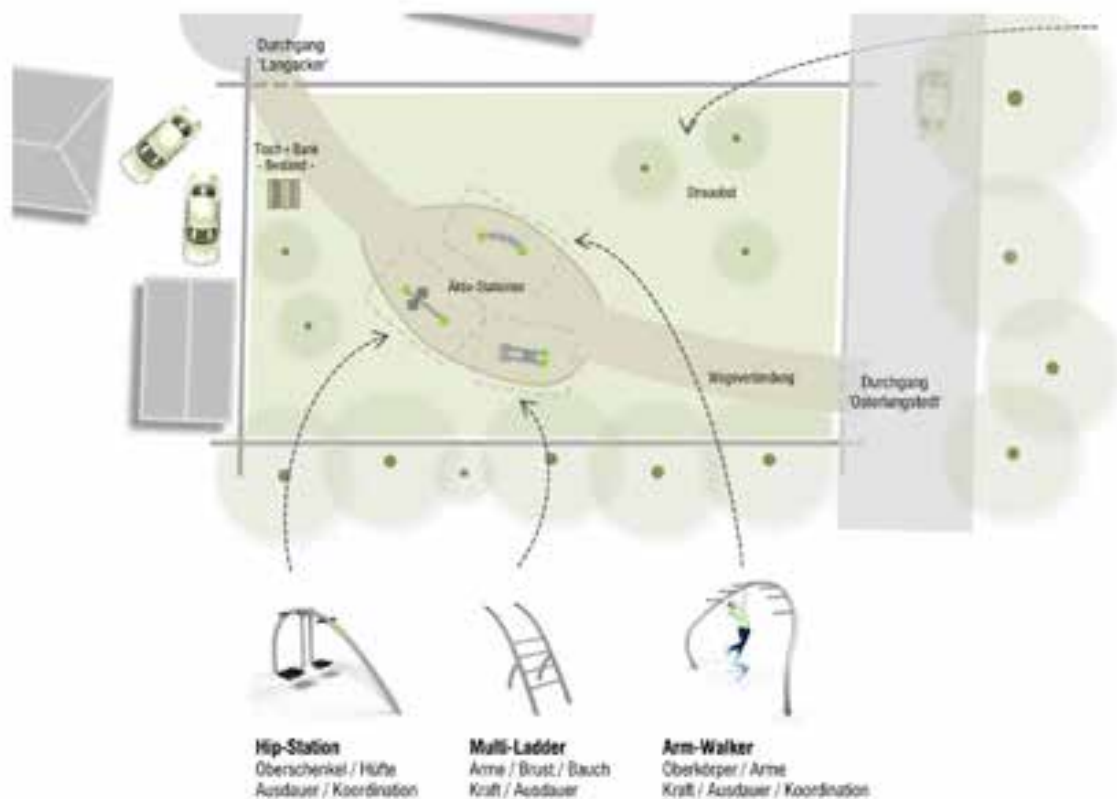 Durchgang
'Langacker'
Tisch + Bank
- Bestand -
Streuobst
Aktiv-Stationen
Wegeverbindung
Durchgang
'Osterlangstedt'
Hip-Station
Oberschenkel / Hüfte
Ausdauer / Koordination
Multi-Ladder
Arme / Brust / Bauch
Kraft / Ausdauer
Arm-Walker
Oberkörper / Arme
Kraft / Ausdauer / Koordination